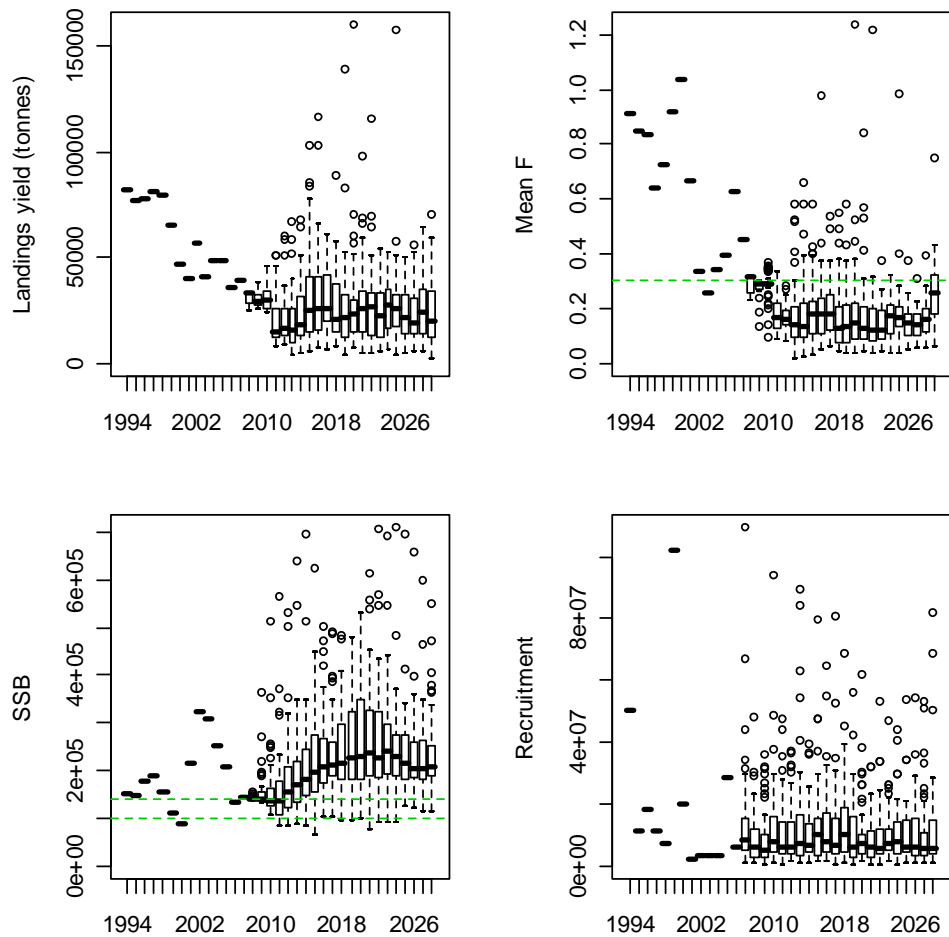 Landings yield (tonnes)
150000
100000
50000
0
1994 2002 2010 2018 2026
Mean F
1.2
1.0
0.8
0.6
0.4
0.2
0.0
1994 2002 2010 2018 2026
SSB
6e+05
4e+05
2e+05
0e+00
1994 2002 2010 2018 2026
Recruitment
8e+07
4e+07
0e+00
1994 2002 2010 2018 2026